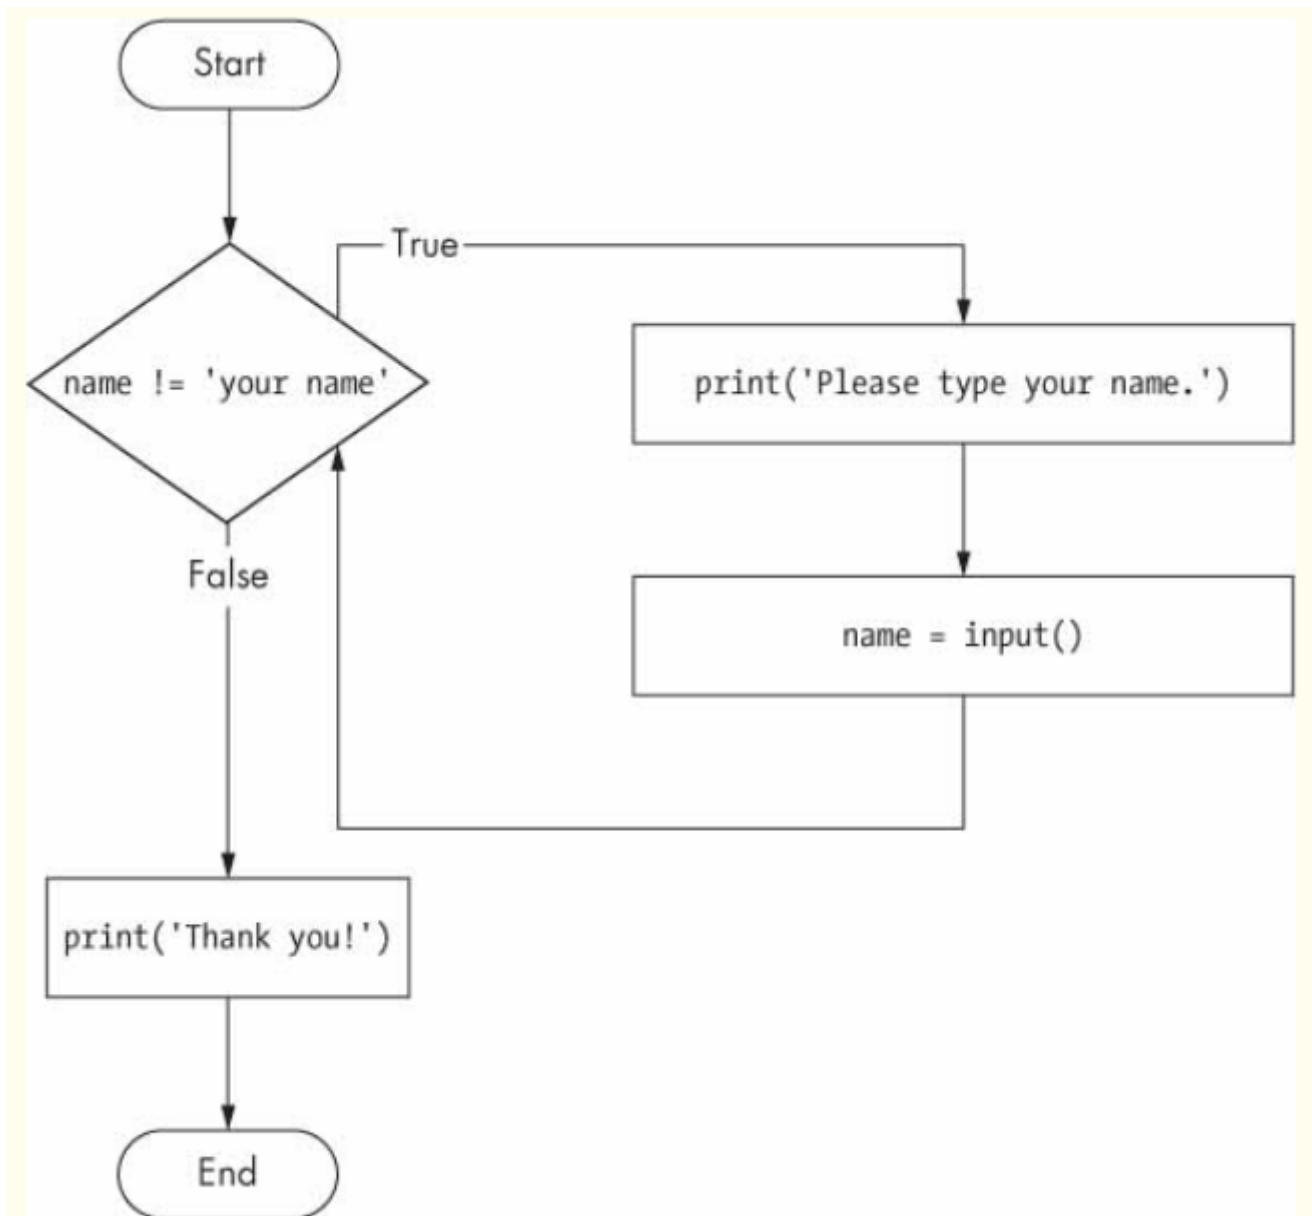 Start
True
name != 'your name'
print('Please type your name.')
False
name = input()
print('Thank you!')
End